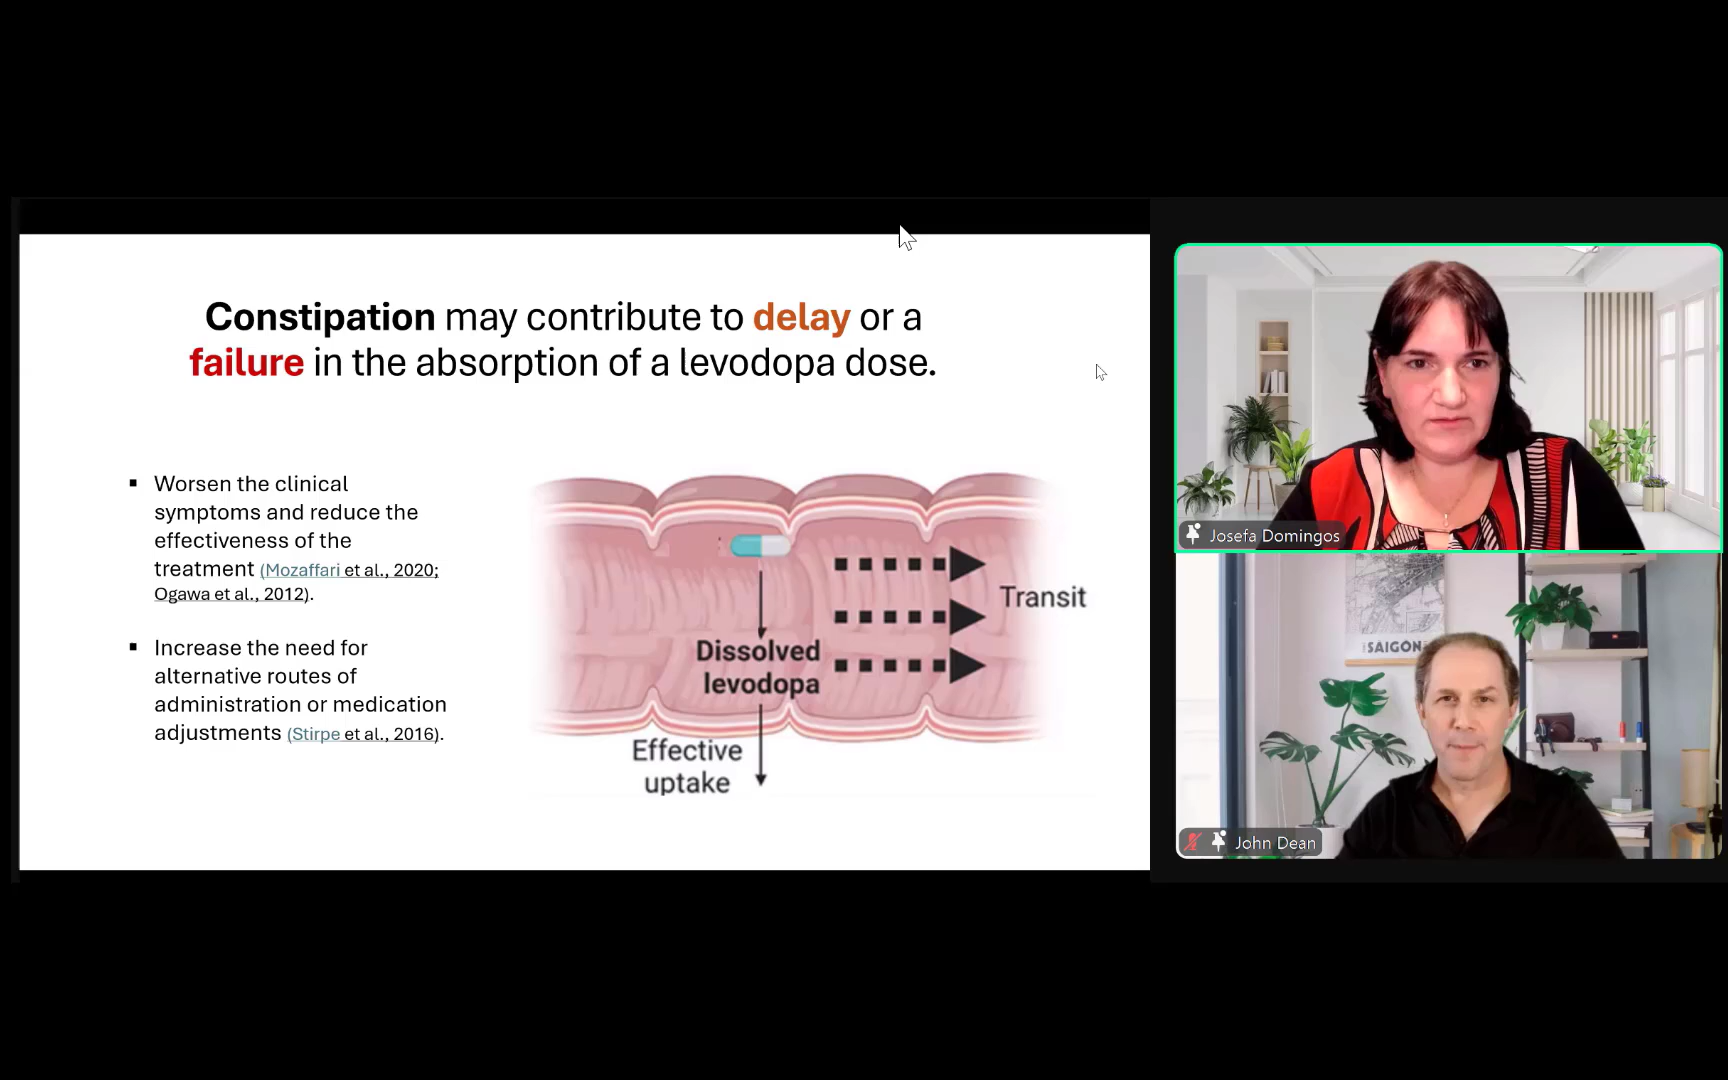 Constipation may contribute to delay or a
failure in the absorption of a levodopa dose.
▪ Worsen the clinical
symptoms and reduce the
effectiveness of the
treatment (Mozaffari et al., 2020;
Ogawa et al., 2012).
▪ Increase the need for
alternative routes of
administration or medication
adjustments (Stirpe et al., 2016).
Transit
Dissolved
levodopa
Effective
uptake
Josefa Domingos
SAIGON
John Dean